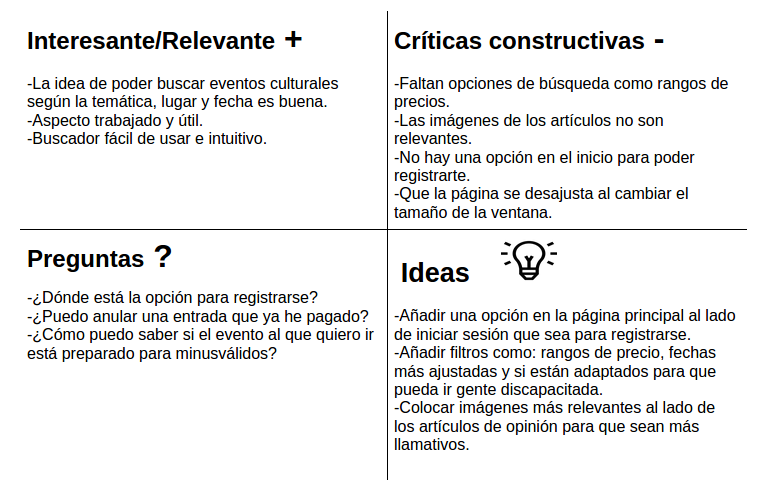 Interesante/Relevante +
-La idea de poder buscar eventos culturales
según la temática, lugar y fecha es buena.
-Aspecto trabajado y útil.
-Buscador fácil de usar e intuitivo.
Críticas constructivas -
-Faltan opciones de búsqueda como rangos de
precios.
-Las imágenes de los artículos no son
relevantes.
-No hay una opción en el inicio para poder
registrarte.
-Que la página se desajusta al cambiar el
tamaño de la ventana.
Preguntas ?
-¿Dónde está la opción para registrarse?
-¿Puedo anular una entrada que ya he pagado?
-¿Cómo puedo saber si el evento al que quiero ir
está preparado para minusválidos?
Ideas
-Añadir una opción en la página principal al lado
de iniciar sesión que sea para registrarse.
-Añadir filtros como: rangos de precio, fechas
más ajustadas y si están adaptados para que
pueda ir gente discapacitada.
-Colocar imágenes más relevantes al lado de
los artículos de opinión para que sean más
llamativos.